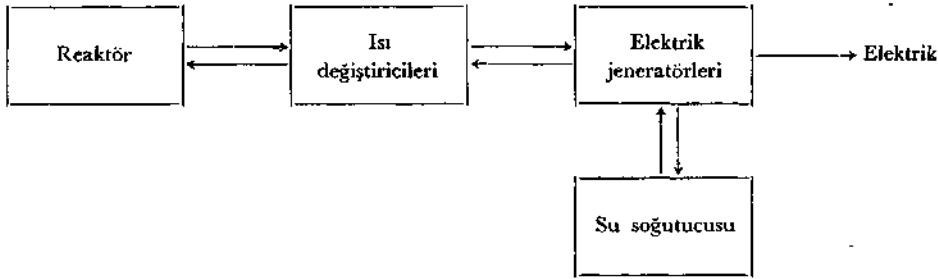 Reaktör
Isı
değiştiricileri
Elektrik
jeneratörleri
Elektrik
Su soğutucusu